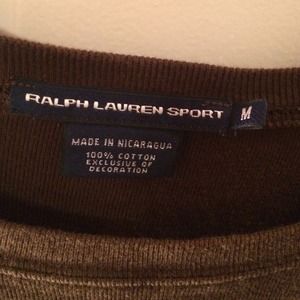 RALPH LAUREN SPORT M
MADE IN NICARAGUA
100% COTTON
EXCLUSIVE OF
DECORATION